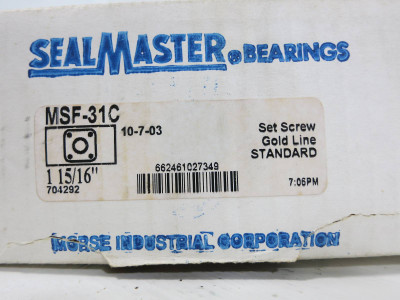 SEALMASTER BEARINGS
MSF-31C
10-7-03
Set Screw
Gold Line
STANDARD
1 15/16"
704292
662461027349
7:06PM
MORSE INDUSTRIAL CORPORATION